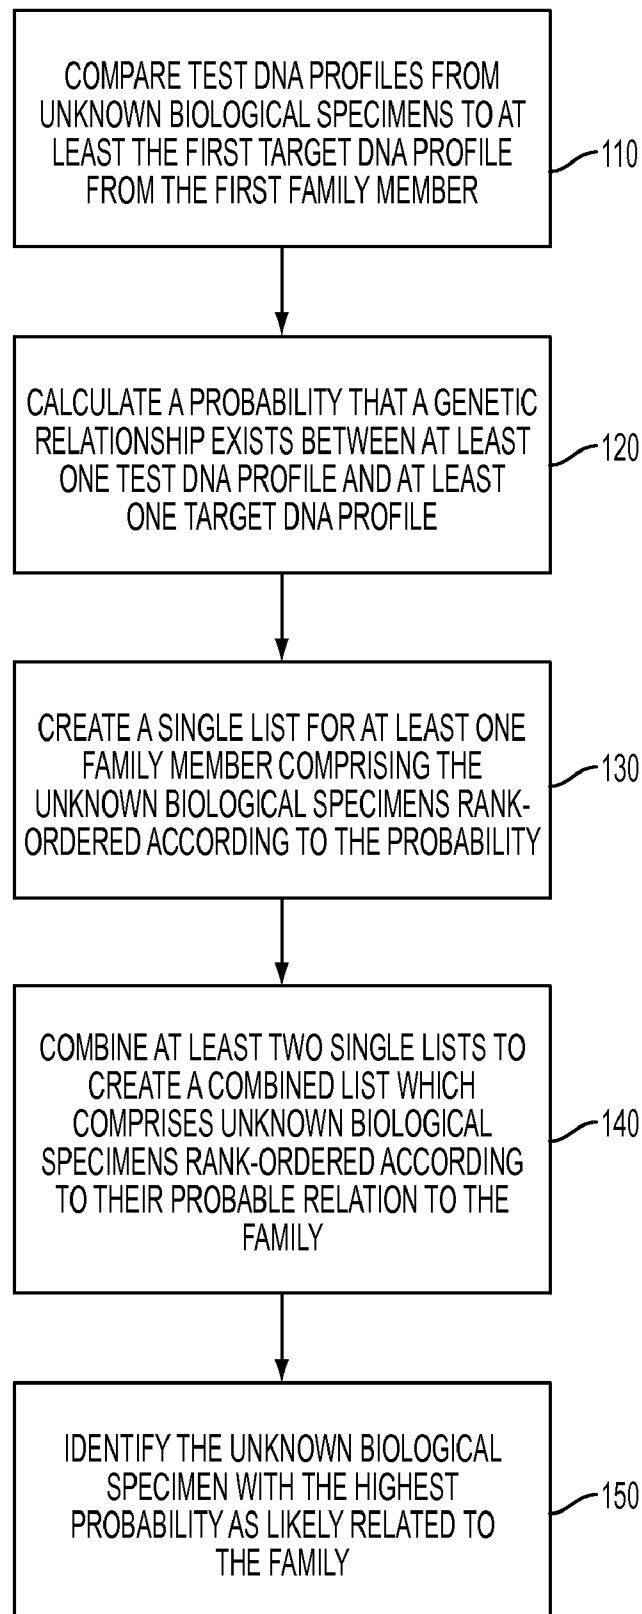 COMPARE TEST DNA PROFILES FROM
UNKNOWN BIOLOGICAL SPECIMENS TO AT
LEAST THE FIRST TARGET DNA PROFILE
FROM THE FIRST FAMILY MEMBER
110
CALCULATE A PROBABILITY THAT A GENETIC
RELATIONSHIP EXISTS BETWEEN AT LEAST
ONE TEST DNA PROFILE AND AT LEAST
ONE TARGET DNA PROFILE
120
CREATE A SINGLE LIST FOR AT LEAST ONE
FAMILY MEMBER COMPRISING THE
UNKNOWN BIOLOGICAL SPECIMENS RANK-
ORDERED ACCORDING TO THE PROBABILITY
130
COMBINE AT LEAST TWO SINGLE LISTS TO
CREATE A COMBINED LIST WHICH
COMPRISES UNKNOWN BIOLOGICAL
SPECIMENS RANK-ORDERED ACCORDING
TO THEIR PROBABLE RELATION TO THE
FAMILY
140
IDENTIFY THE UNKNOWN BIOLOGICAL
SPECIMEN WITH THE HIGHEST
PROBABILITY AS LIKELY RELATED TO
THE FAMILY
150